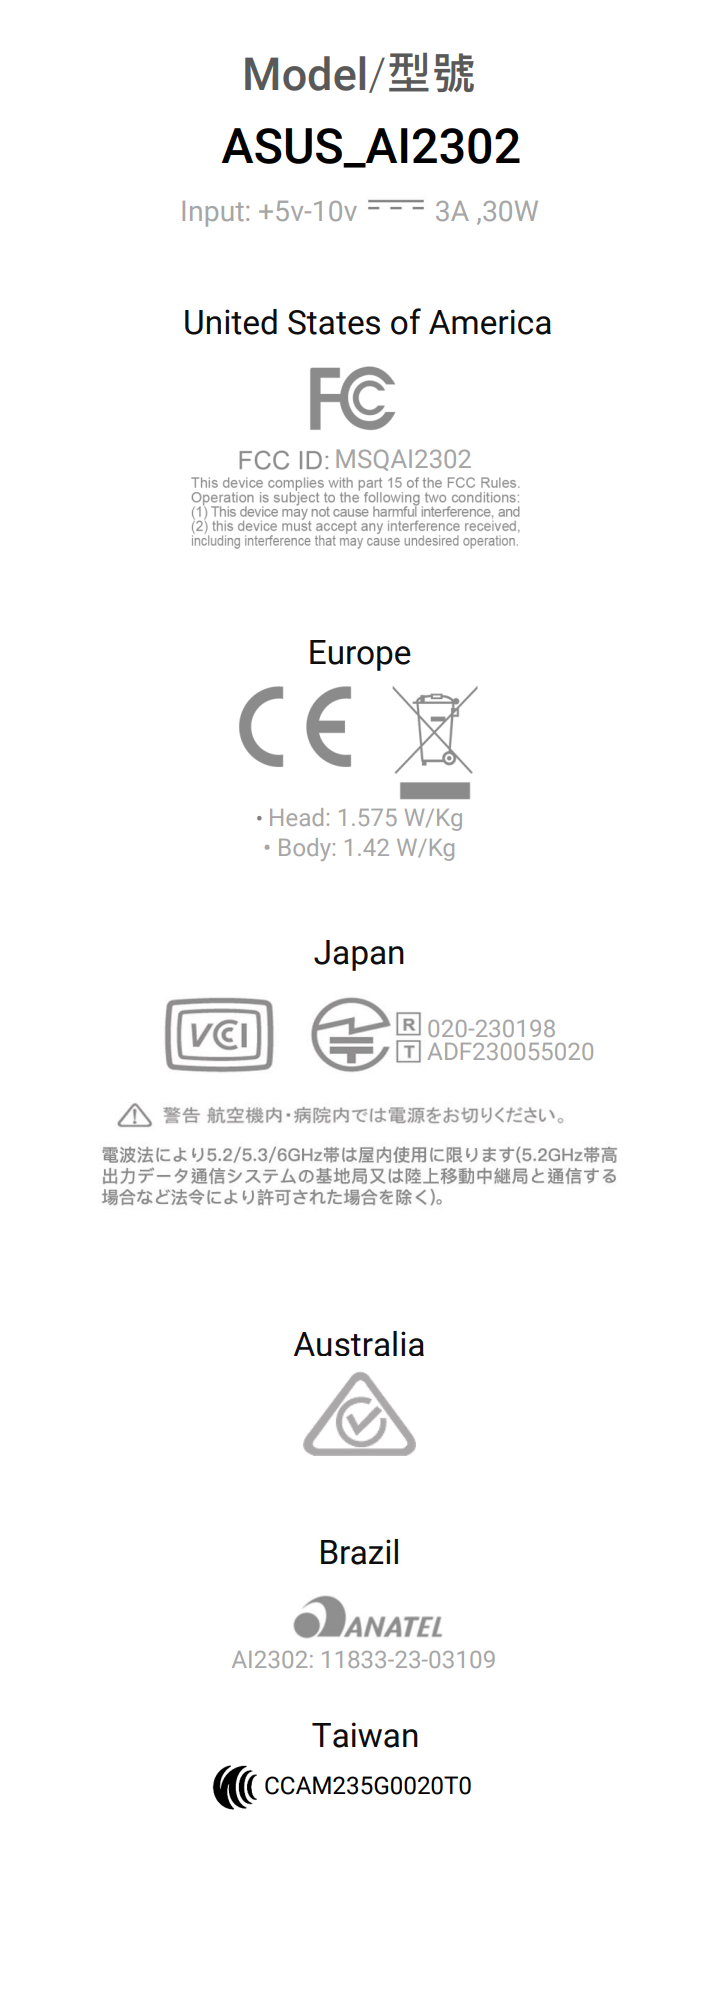 Model/型號
ASUS_AI2302
Input: +5v-10v 3A ,30W
United States of America
FC
FCC ID: MSQAI2302
This device complies with part 15 of the FCC Rules.
Operation is subject to the following two conditions:
(1) This device may not cause harmful interference, and
(2) this device must accept any interference received,
including interference that may cause undesired operation.
Europe
CE
• Head: 1.575 W/Kg
• Body: 1.42 W/Kg
Japan
VCCI
R 020-230198
T ADF230055020
警告 航空機内・病院内では電源をお切りください。
電波法により5.2/5.3/6GHz帯は屋内使用に限ります(5.2GHz帯高
出力データ通信システムの基地局又は陸上移動中継局と通信する
場合など法令により許可された場合を除く)。
Australia
Brazil
ANATEL
AI2302: 11833-23-03109
Taiwan
CCAM235G0020T0